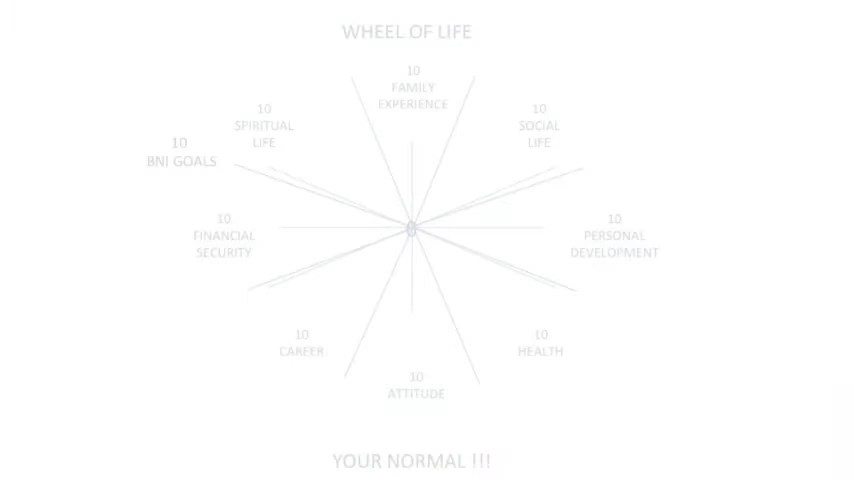 WHEEL OF LIFE
10
FAMILY
EXPERIENCE
10
SPIRITUAL
LIFE
10
SOCIAL
LIFE
10
BNI GOALS
10
FINANCIAL
SECURITY
10
PERSONAL
DEVELOPMENT
10
CAREER
10
HEALTH
10
ATTITUDE
YOUR NORMAL !!!